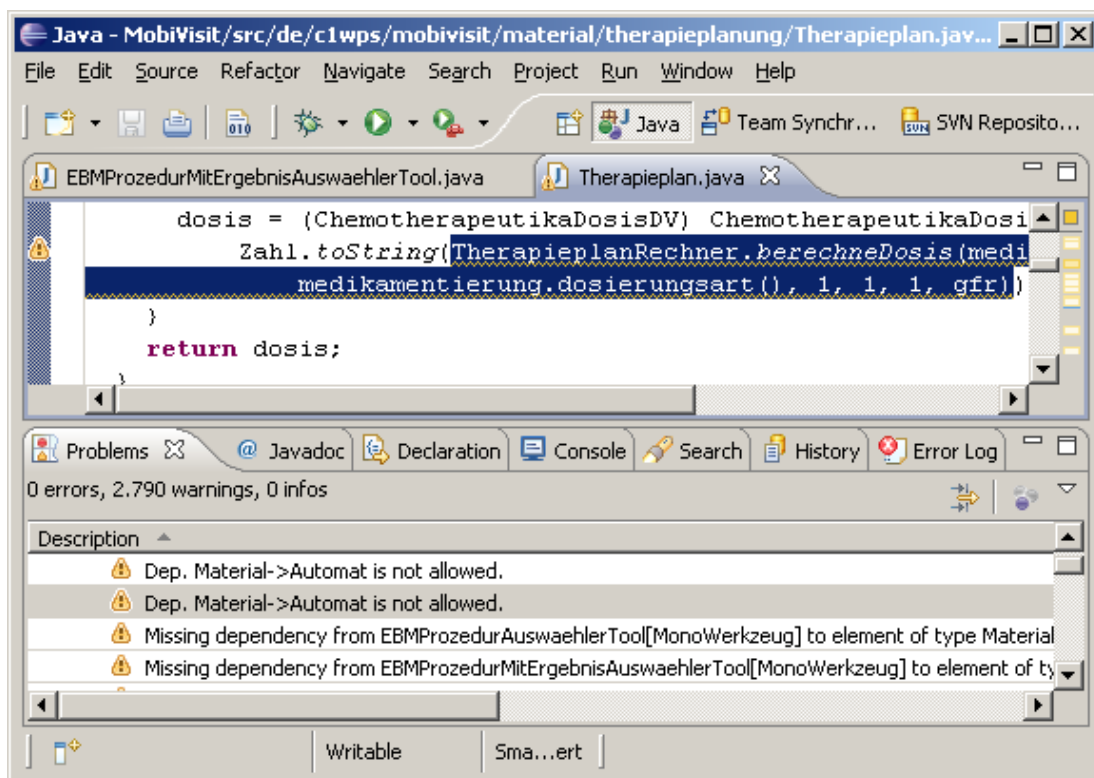 Java - MobiVisit/src/de/c1wps/mobivisit/material/therapieplanung/Therapieplan.jav...
File Edit Source Refactor Navigate Search Project Run Window Help
010 Java Team Synchr... SVN SVN Reposito...
EBMProzedurMitErgebnisAuswaehlerTool.java Therapieplan.java
dosis = (ChemotherapeutikaDosisDV) ChemotherapeutikaDosi
Zahl.toString(TherapieplanRechner.berechneDosis(medi
medikamentierung.dosierungsart(), 1, 1, 1, gfr))
}
return dosis;
}
Problems @ Javadoc Declaration Console Search History Error Log
0 errors, 2.790 warnings, 0 infos
Description
Dep. Material->Automat is not allowed.
Dep. Material->Automat is not allowed.
Missing dependency from EBMProzedurAuswaehlerTool[MonoWerkzeug] to element of type Material
Missing dependency from EBMProzedurMitErgebnisAuswaehlerTool[MonoWerkzeug] to element of ty
Writable Sma...ert